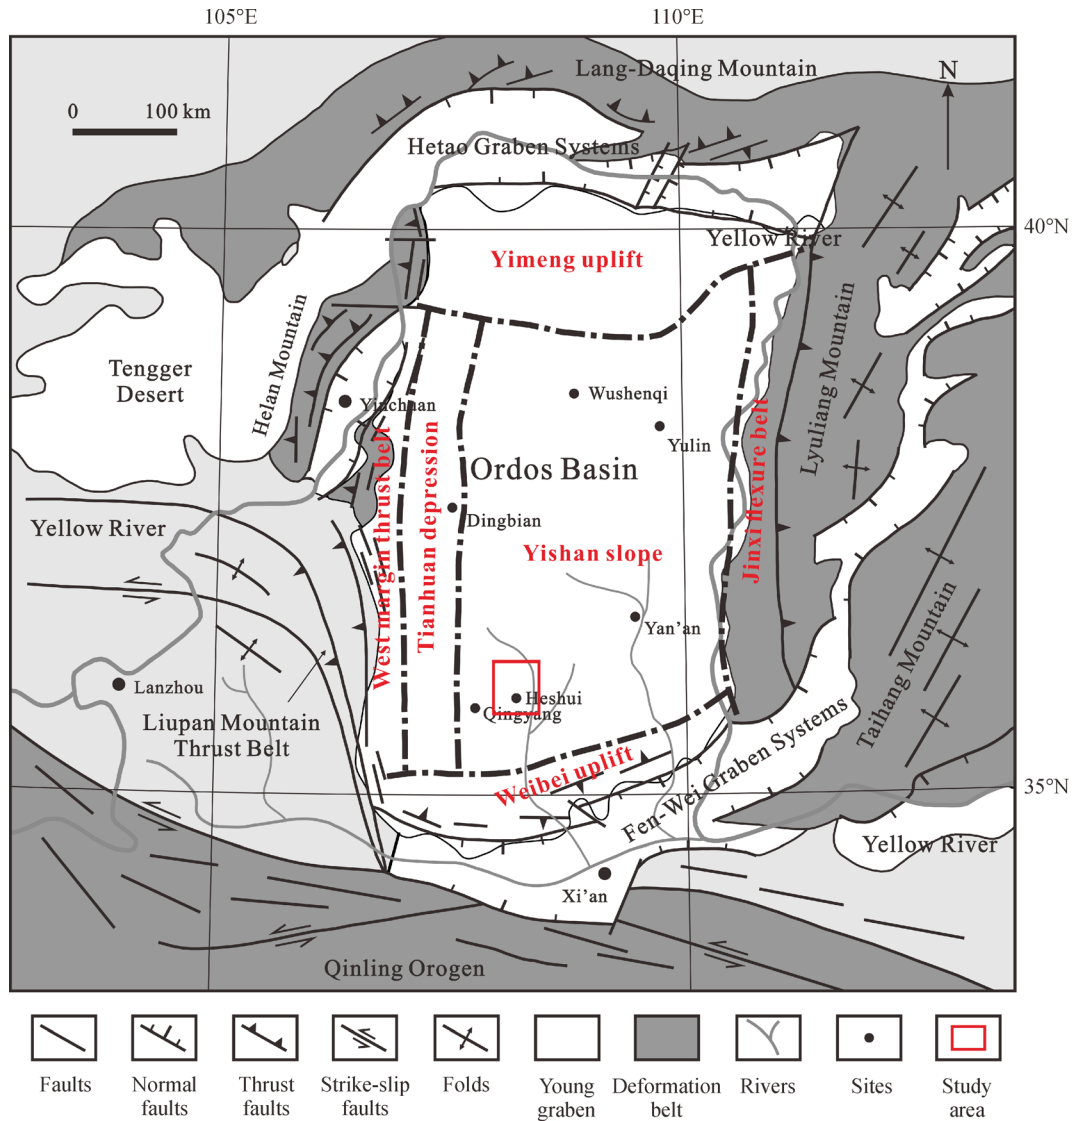 105°E
110°E
Lang-Daqing Mountain
N
0
100 km
Hetao Graben Systems
40°N
Yellow River
Yimeng uplift
Helan Mountain
Lyuliang Mountain
Tengger
Desert
Wushenqi
Yinchuan
Yulin
West margin thrust belt
Tianhuan depression
Jinxi flexure belt
Ordos Basin
Dingbian
Yellow River
Yishan slope
Yan'an
Taihang Mountain
Lanzhou
Heshui
Qingyang
Liupan Mountain
Thrust Belt
Weibei uplift
Fen-Wei Graben Systems
35°N
Yellow River
Xi'an
Qinling Orogen
Faults
Normal
faults
Thrust
faults
Strike-slip
faults
Folds
Young
graben
Deformation
belt
Rivers
Sites
Study
area